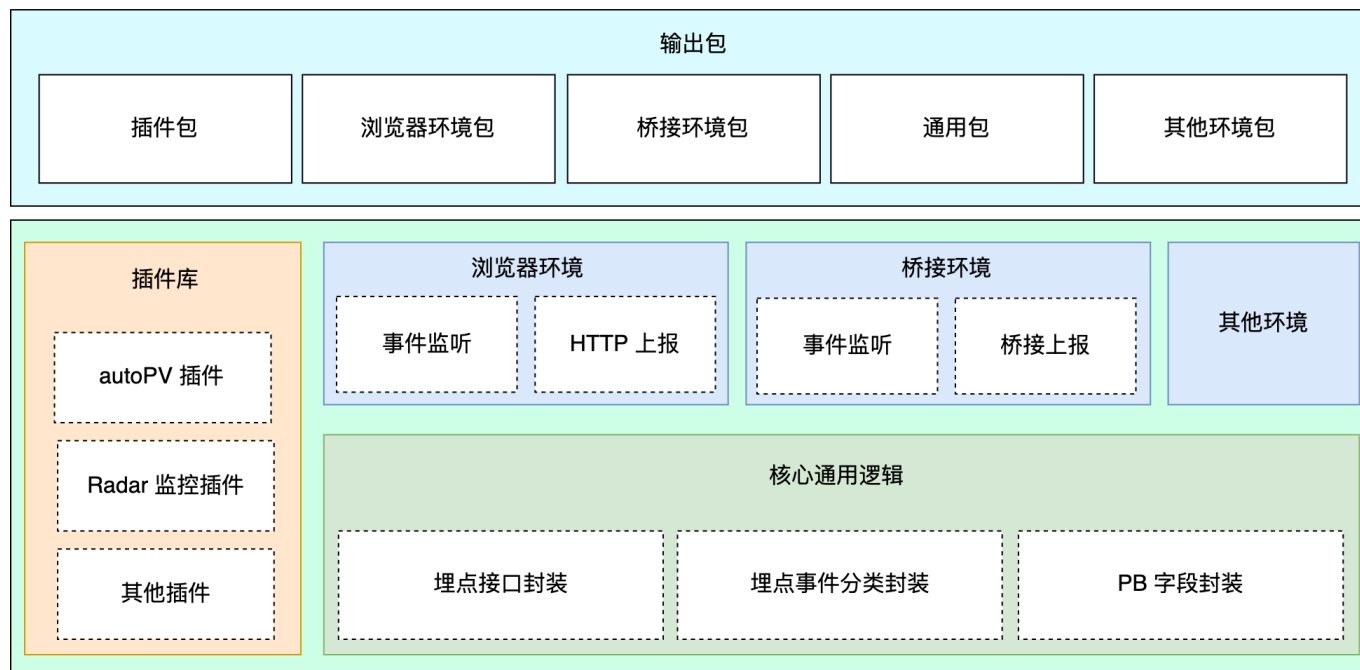 输出包
插件包
浏览器环境包
桥接环境包
通用包
其他环境包
插件库
autoPV 插件
Radar 监控插件
其他插件
浏览器环境
事件监听
HTTP 上报
桥接环境
事件监听
桥接上报
其他环境
核心通用逻辑
埋点接口封装
埋点事件分类封装
PB 字段封装